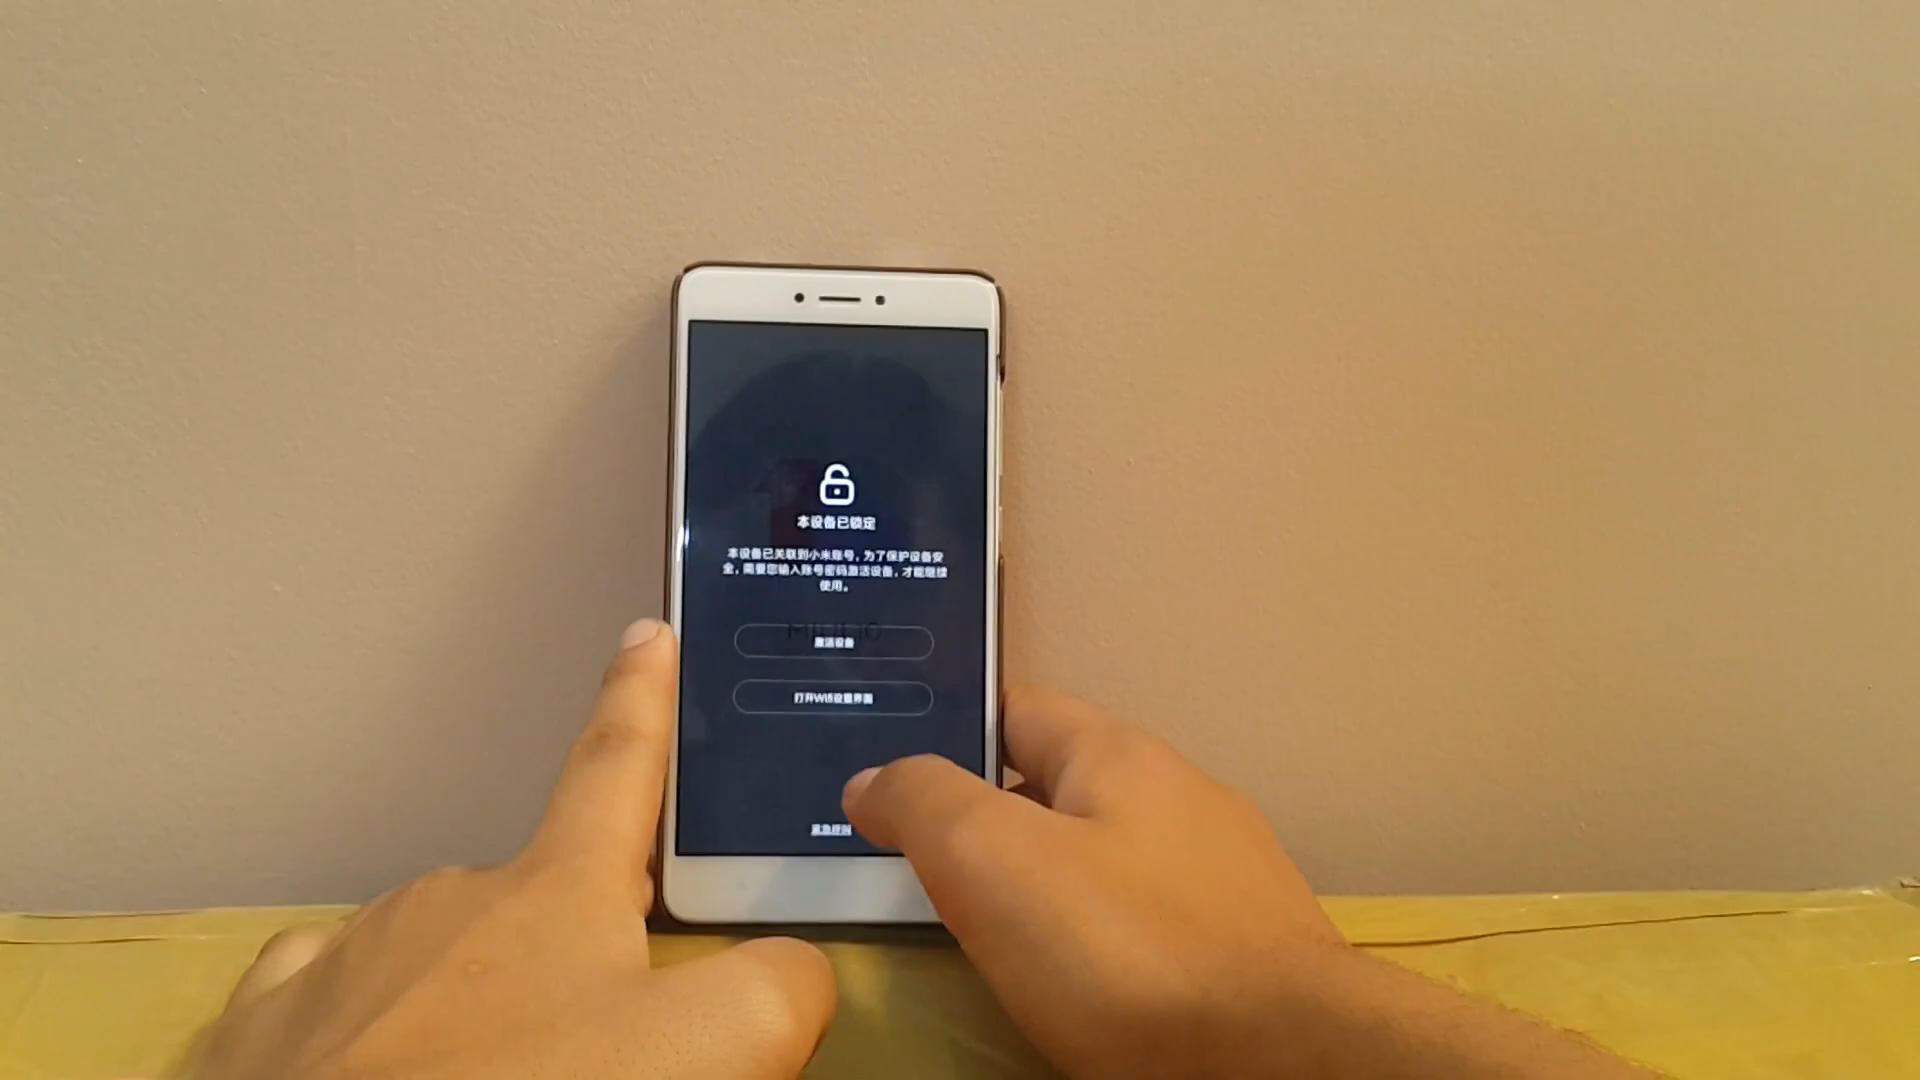 本设备已锁定
本设备已关联到小米账号，为了保护设备安
全，需要您输入账号密码激活设备，才能继续
使用。
激活设备
打开Wifi设置界面
紧急呼叫